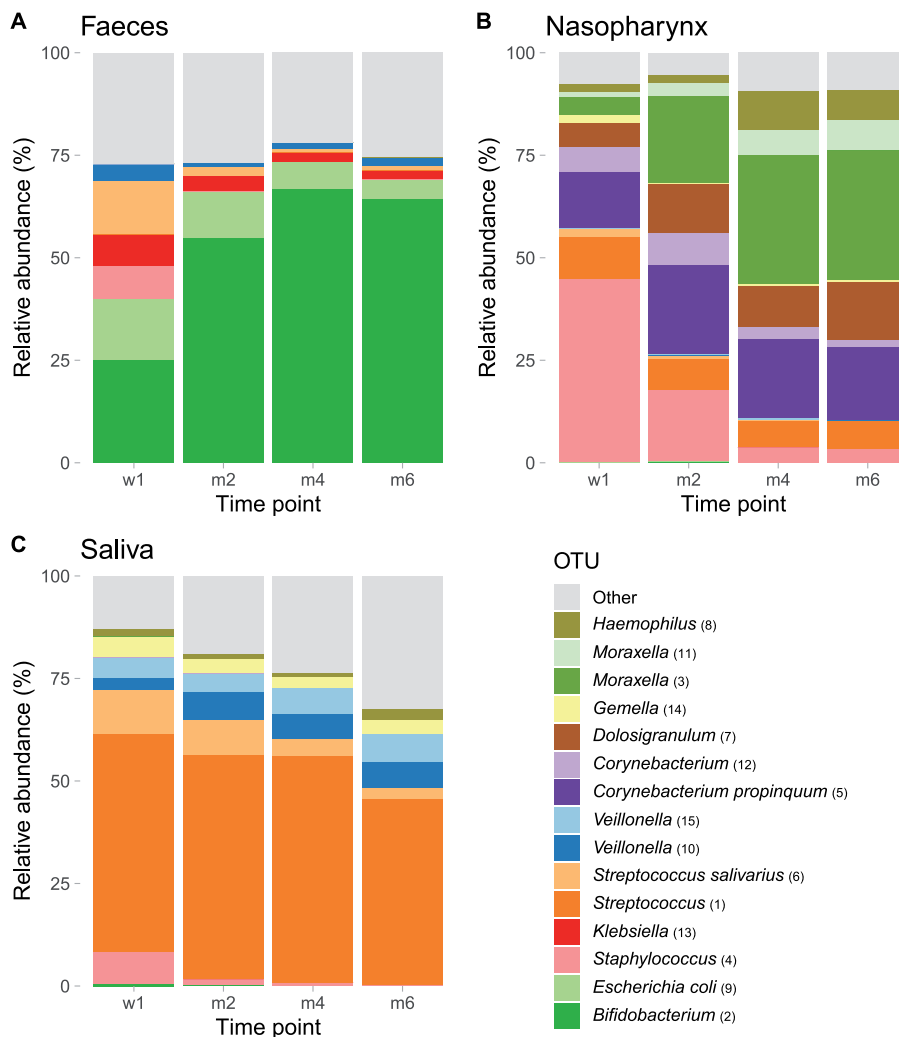 A Faeces
Relative abundance (%)
100
75
50
25
0
w1 m2 m4 m6
Time point
B Nasopharynx
Relative abundance (%)
100
75
50
25
0
w1 m2 m4 m6
Time point
C Saliva
Relative abundance (%)
100
75
50
25
0
w1 m2 m4 m6
Time point
OTU
Other
Haemophilus (8)
Moraxella (11)
Moraxella (3)
Gemella (14)
Dolosigranulum (7)
Corynebacterium (12)
Corynebacterium propinquum (5)
Veillonella (15)
Veillonella (10)
Streptococcus salivarius (6)
Streptococcus (1)
Klebsiella (13)
Staphylococcus (4)
Escherichia coli (9)
Bifidobacterium (2)